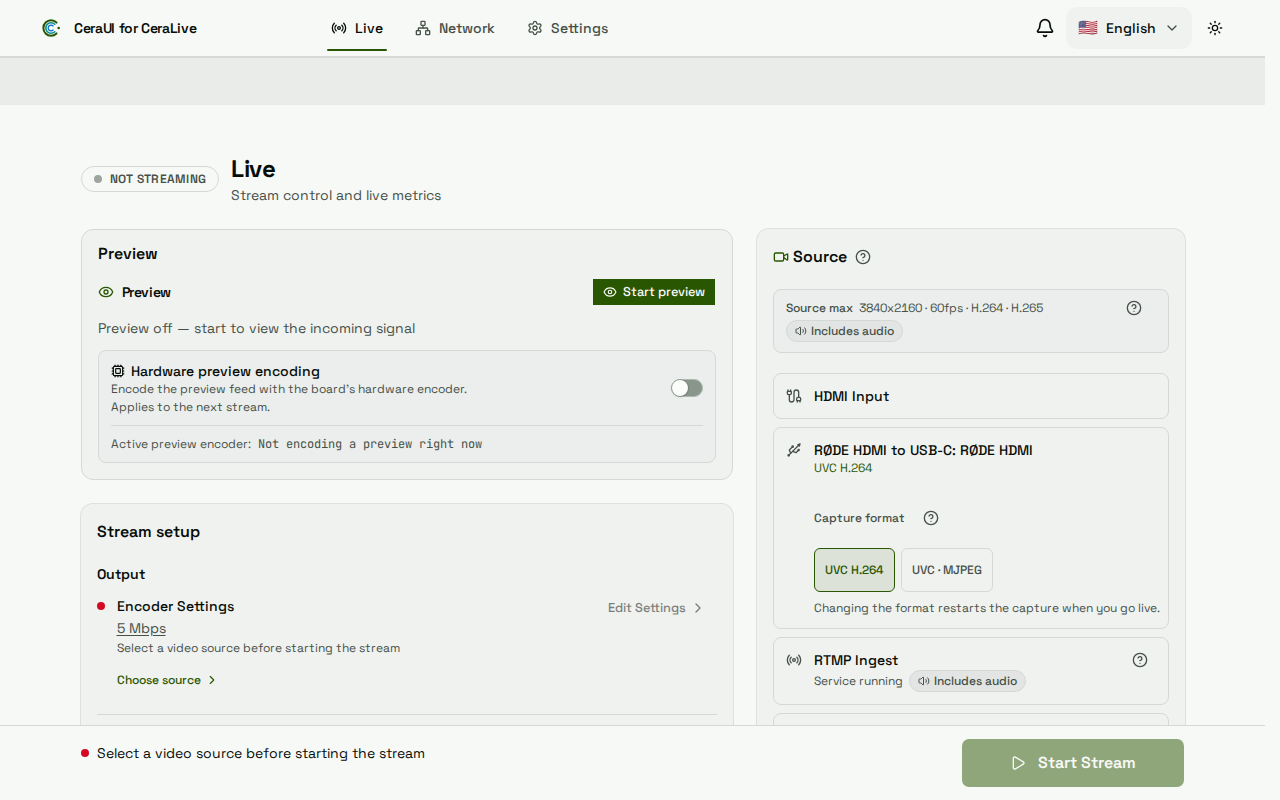 CeraUI for CeraLive
Live
Network
Settings
English
NOT STREAMING
Live
Stream control and live metrics
Preview
Preview
Start preview
Preview off — start to view the incoming signal
Hardware preview encoding
Encode the preview feed with the board's hardware encoder.
Applies to the next stream.
Active preview encoder: Not encoding a preview right now
Stream setup
Output
Encoder Settings
Edit Settings
5 Mbps
Select a video source before starting the stream
Choose source
Source
Source max 3840x2160 · 60fps · H.264 · H.265
Includes audio
HDMI Input
RØDE HDMI to USB-C: RØDE HDMI
UVC H.264
Capture format
UVC H.264
UVC · MJPEG
Changing the format restarts the capture when you go live.
RTMP Ingest
Service running
Includes audio
Select a video source before starting the stream
Start Stream